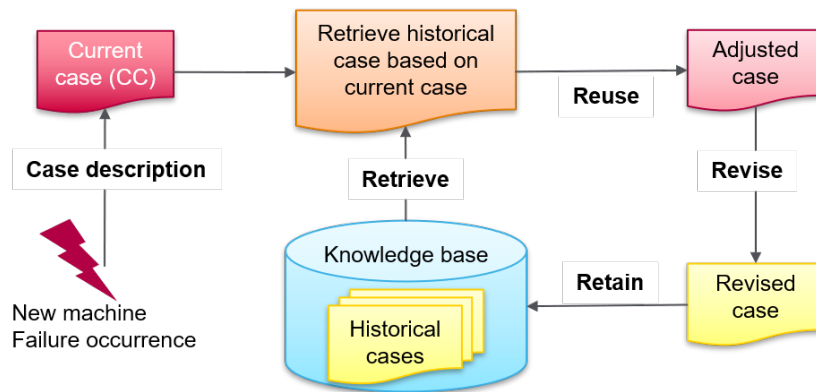 Current
case (CC)
Retrieve historical
case based on
current case
Adjusted
case
Reuse
Case description
Retrieve
Revise
Knowledge base
Historical
cases
Retain
Revised
case
New machine
Failure occurrence